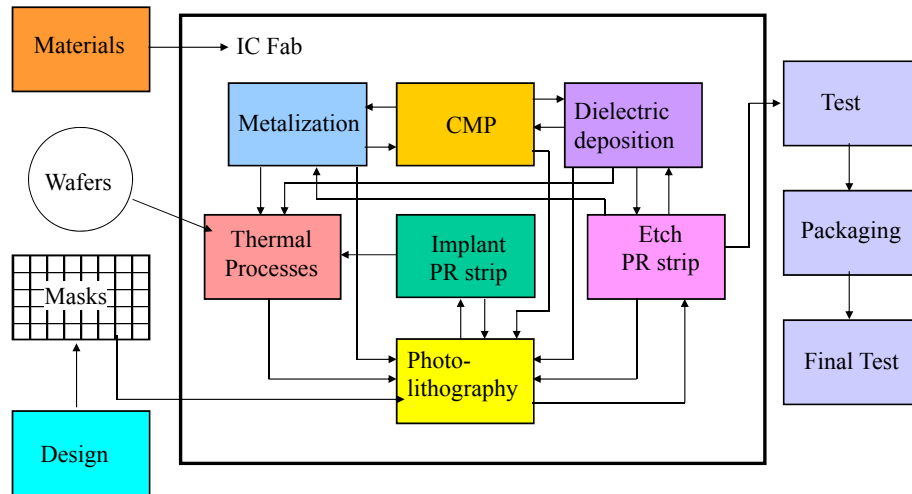 Materials
IC Fab
Metalization
CMP
Dielectric
deposition
Test
Wafers
Thermal
Processes
Implant
PR strip
Etch
PR strip
Packaging
Masks
Photo-
lithography
Final Test
Design